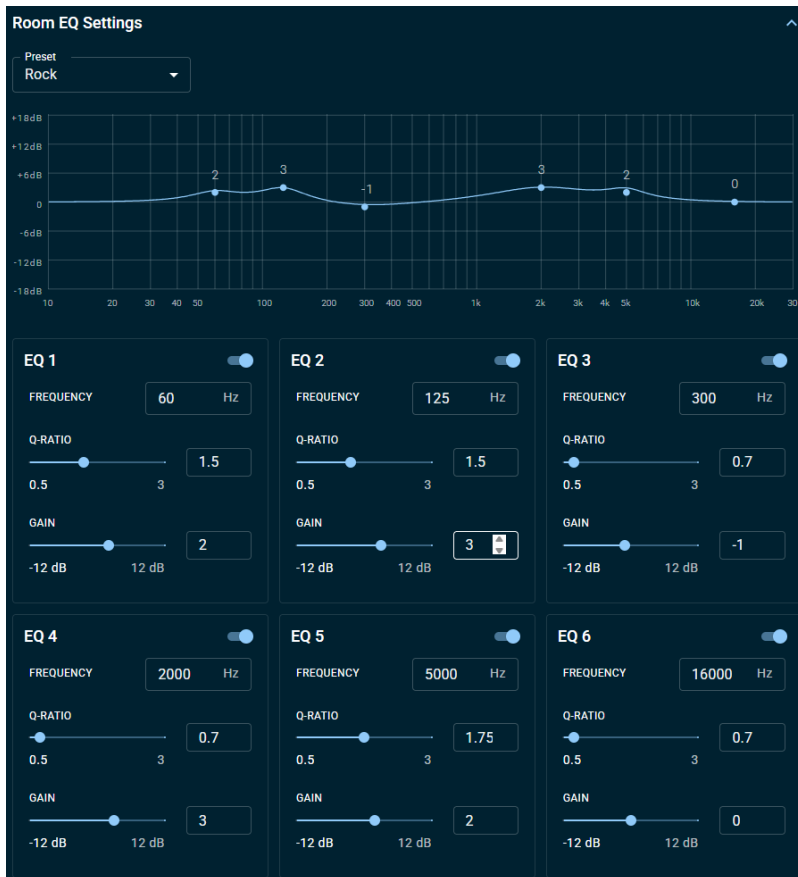 Room EQ Settings
Preset
Rock
+18dB
+12dB
+6dB
0
-6dB
-12dB
-18dB
2
3
-1
3
2
0
10 20 30 40 50 100 200 300 400 500 1k 2k 3k 4k 5k 10k 20k 30
EQ 1
FREQUENCY 60 Hz
Q-RATIO
1.5
0.5 3
GAIN
2
-12 dB 12 dB
EQ 2
FREQUENCY 125 Hz
Q-RATIO
1.5
0.5 3
GAIN
3
-12 dB 12 dB
EQ 3
FREQUENCY 300 Hz
Q-RATIO
0.7
0.5 3
GAIN
-1
-12 dB 12 dB
EQ 4
FREQUENCY 2000 Hz
Q-RATIO
0.7
0.5 3
GAIN
3
-12 dB 12 dB
EQ 5
FREQUENCY 5000 Hz
Q-RATIO
1.75
0.5 3
GAIN
2
-12 dB 12 dB
EQ 6
FREQUENCY 16000 Hz
Q-RATIO
0.7
0.5 3
GAIN
0
-12 dB 12 dB